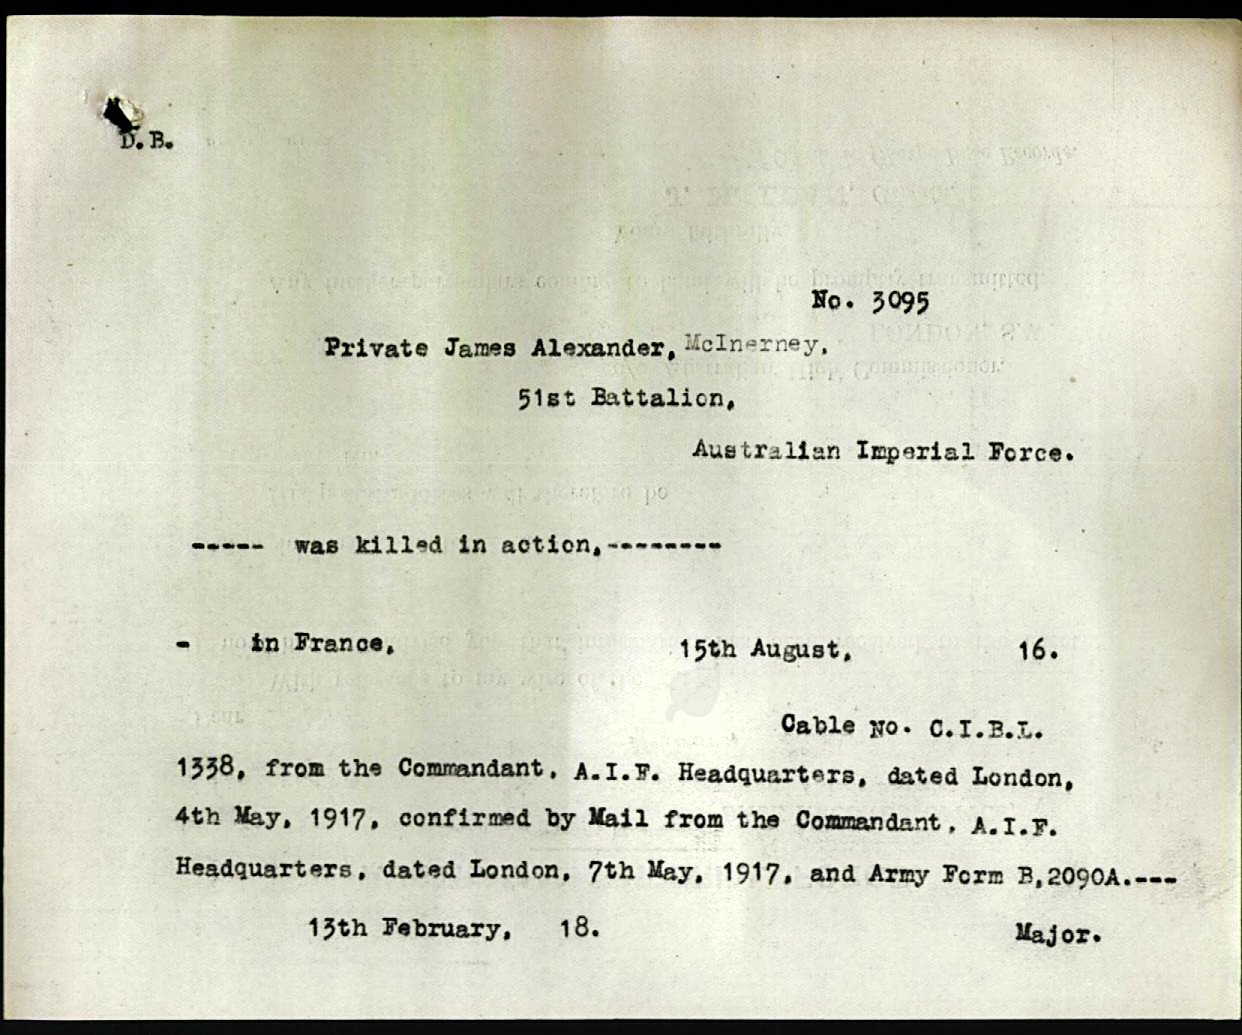 D.B.
No. 3095
Private James Alexander, McInerney,
51st Battalion,
Australian Imperial Force.
----- was killed in action,--------
- in France, 15th August, 16.
Cable No. C.I.B.L.
1338, from the Commandant, A.I.F. Headquarters, dated London,
4th May, 1917, confirmed by Mail from the Commandant, A.I.F.
Headquarters, dated London, 7th May, 1917, and Army Form B,2090A.---
13th February, 18. Major.